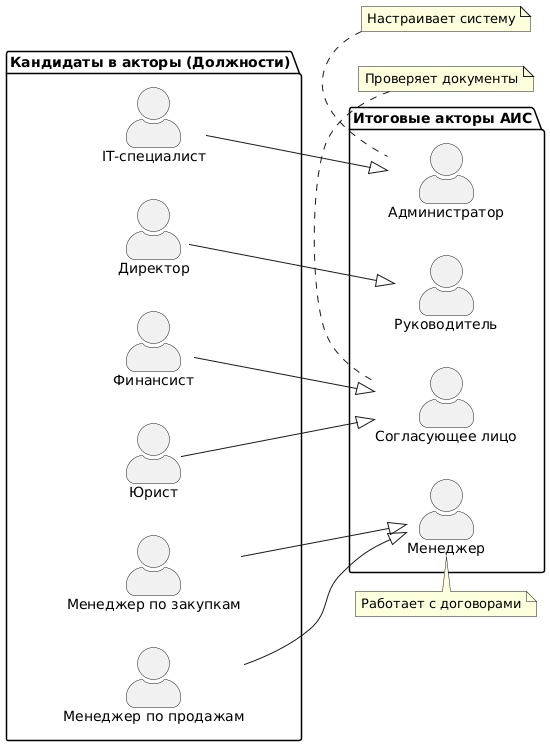 Настраивает систему
Проверяет документы
Кандидаты в акторы (Должности)
IT-специалист
Директор
Финансист
Юрист
Менеджер по закупкам
Менеджер по продажам
Итоговые акторы АИС
Администратор
Руководитель
Согласующее лицо
Менеджер
Работает с договорами